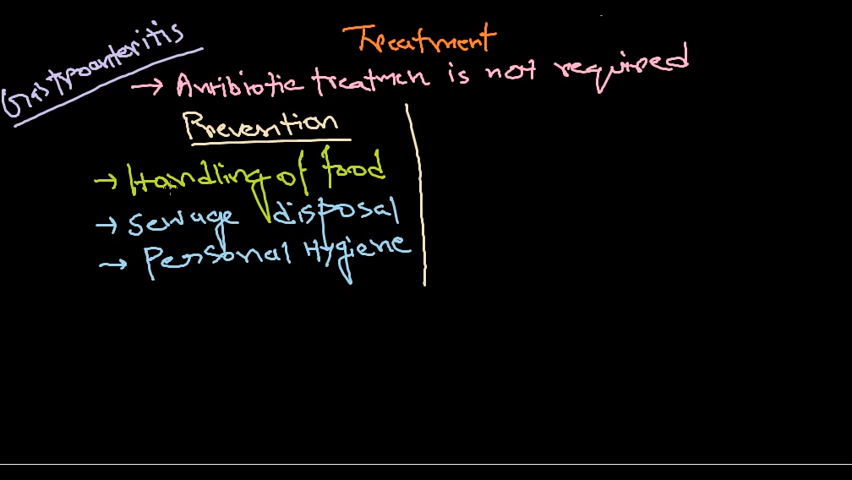 Gastroenteritis
Treatment
→ Antibiotic treatmen is not required
Prevention
→ Handling of food
→ Sewage disposal
→ Personal Hygiene